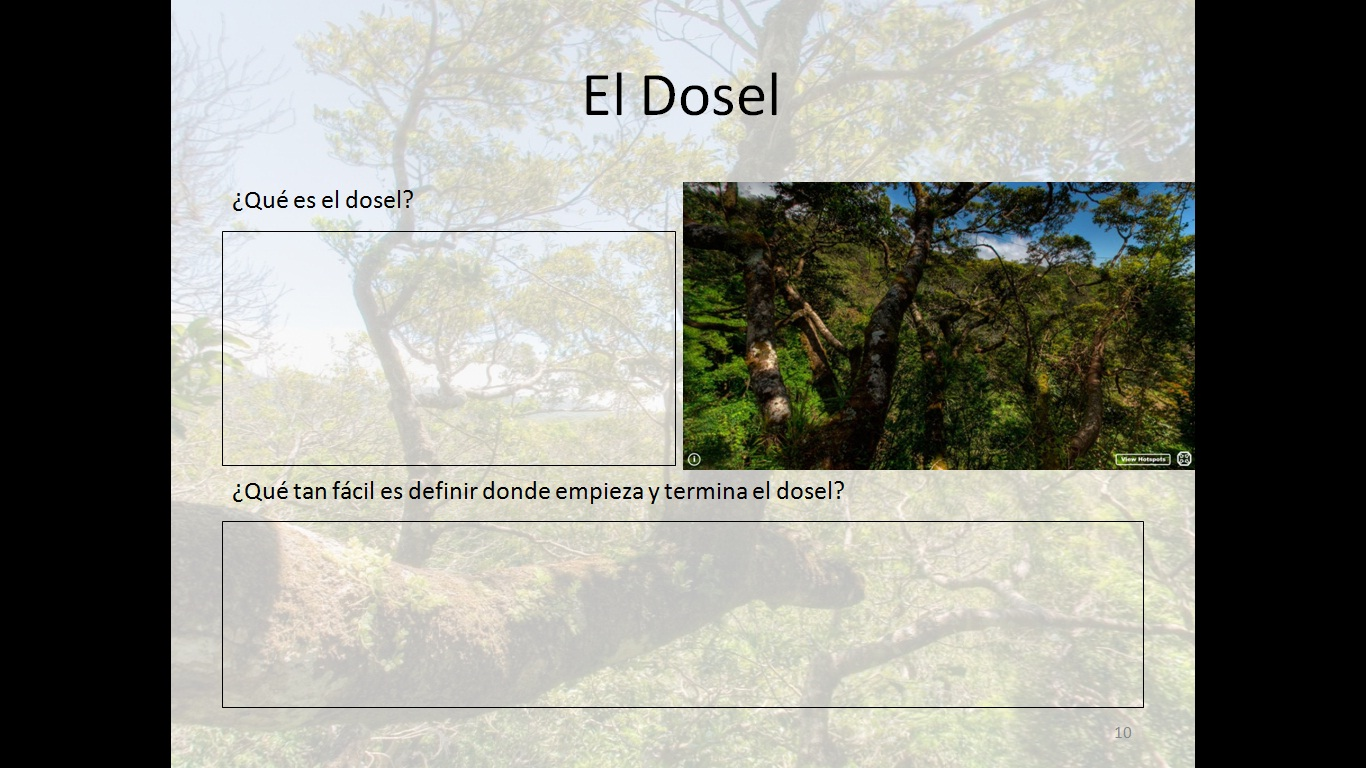 El Dosel
¿Qué es el dosel?
i
View Hotspots
¿Qué tan fácil es definir donde empieza y termina el dosel?
10